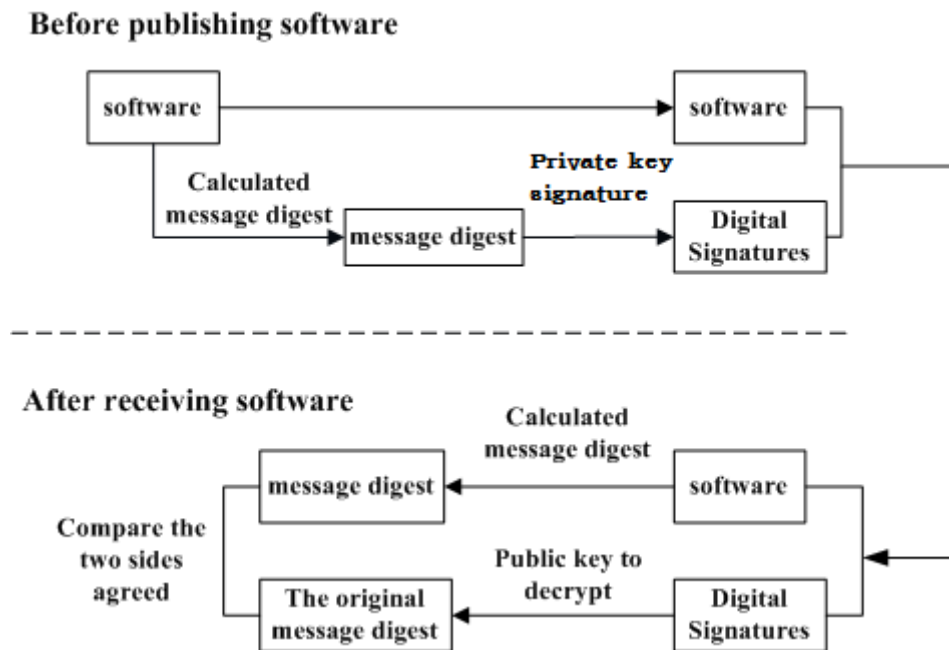 Before publishing software
software
software
Private key
signature
Calculated
message digest
message digest
Digital
Signatures
After receiving software
Calculated
message digest
message digest
software
Compare the
two sides
agreed
Public key to
decrypt
The original
message digest
Digital
Signatures